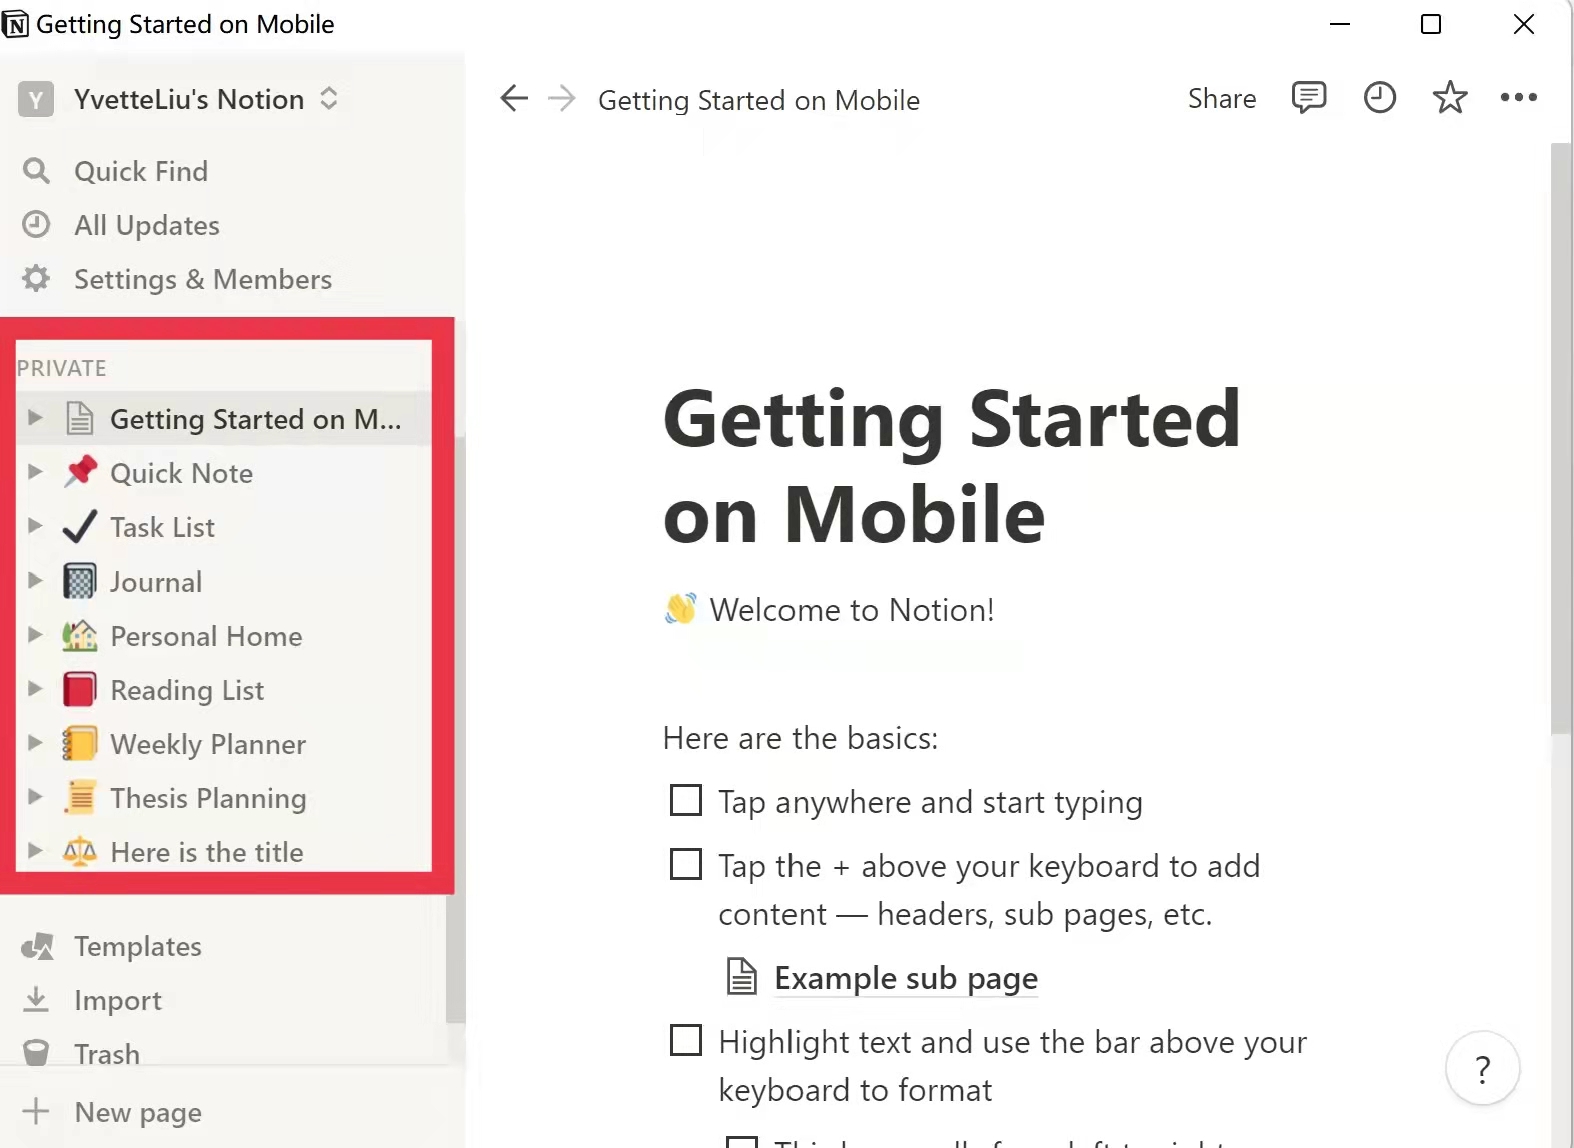 Getting Started on Mobile
Y YvetteLiu's Notion
Quick Find
All Updates
Settings & Members
PRIVATE
Getting Started on M...
Quick Note
Task List
Journal
Personal Home
Reading List
Weekly Planner
Thesis Planning
Here is the title
Templates
Import
Trash
New page
Getting Started on Mobile
Share
Getting Started
on Mobile
👋 Welcome to Notion!
Here are the basics:
Tap anywhere and start typing
Tap the + above your keyboard to add
content — headers, sub pages, etc.
Example sub page
Highlight text and use the bar above your
keyboard to format
?